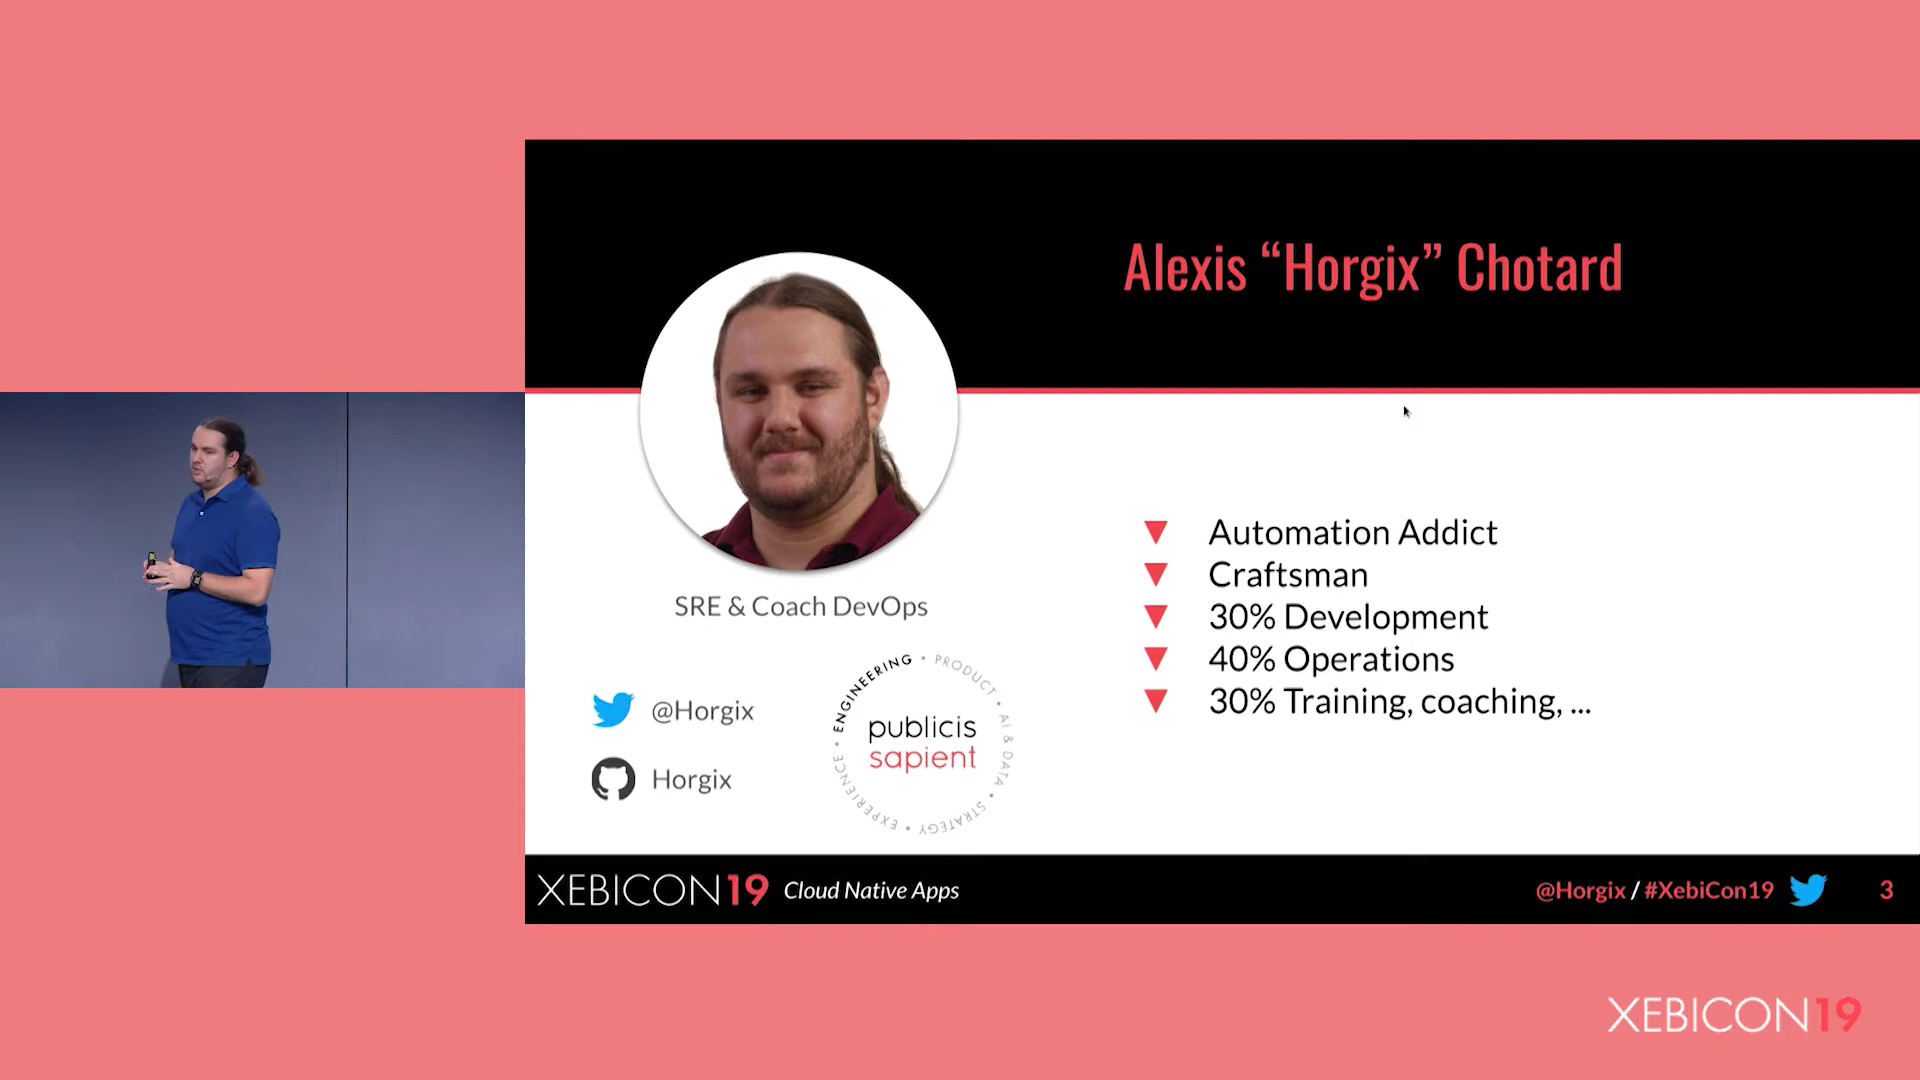 Alexis “Horgix” Chotard
SRE & Coach DevOps
@Horgix
Horgix
ENGINEERING • PRODUCT • AI & DATA • STRATEGY • EXPERIENCE •
publicis
sapient
▼ Automation Addict
▼ Craftsman
▼ 30% Development
▼ 40% Operations
▼ 30% Training, coaching, ...
XEBICON19 Cloud Native Apps
@Horgix / #XebiCon19 3
XEBICON19